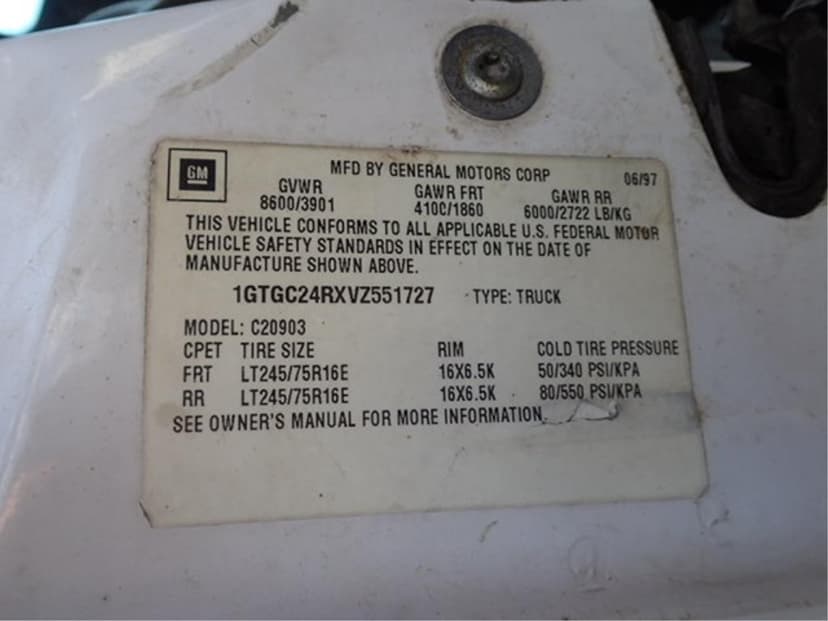 GM
MFD BY GENERAL MOTORS CORP 06/97
GVWR GAWR FRT GAWR RR
8600/3901 4100/1860 6000/2722 LB/KG
THIS VEHICLE CONFORMS TO ALL APPLICABLE U.S. FEDERAL MOTOR
VEHICLE SAFETY STANDARDS IN EFFECT ON THE DATE OF
MANUFACTURE SHOWN ABOVE.
1GTGC24RXVZ551727 TYPE: TRUCK
MODEL: C20903
CPET TIRE SIZE RIM COLD TIRE PRESSURE
FRT LT245/75R16E 16X6.5K 50/340 PSI/KPA
RR LT245/75R16E 16X6.5K 80/550 PSI/KPA
SEE OWNER'S MANUAL FOR MORE INFORMATION